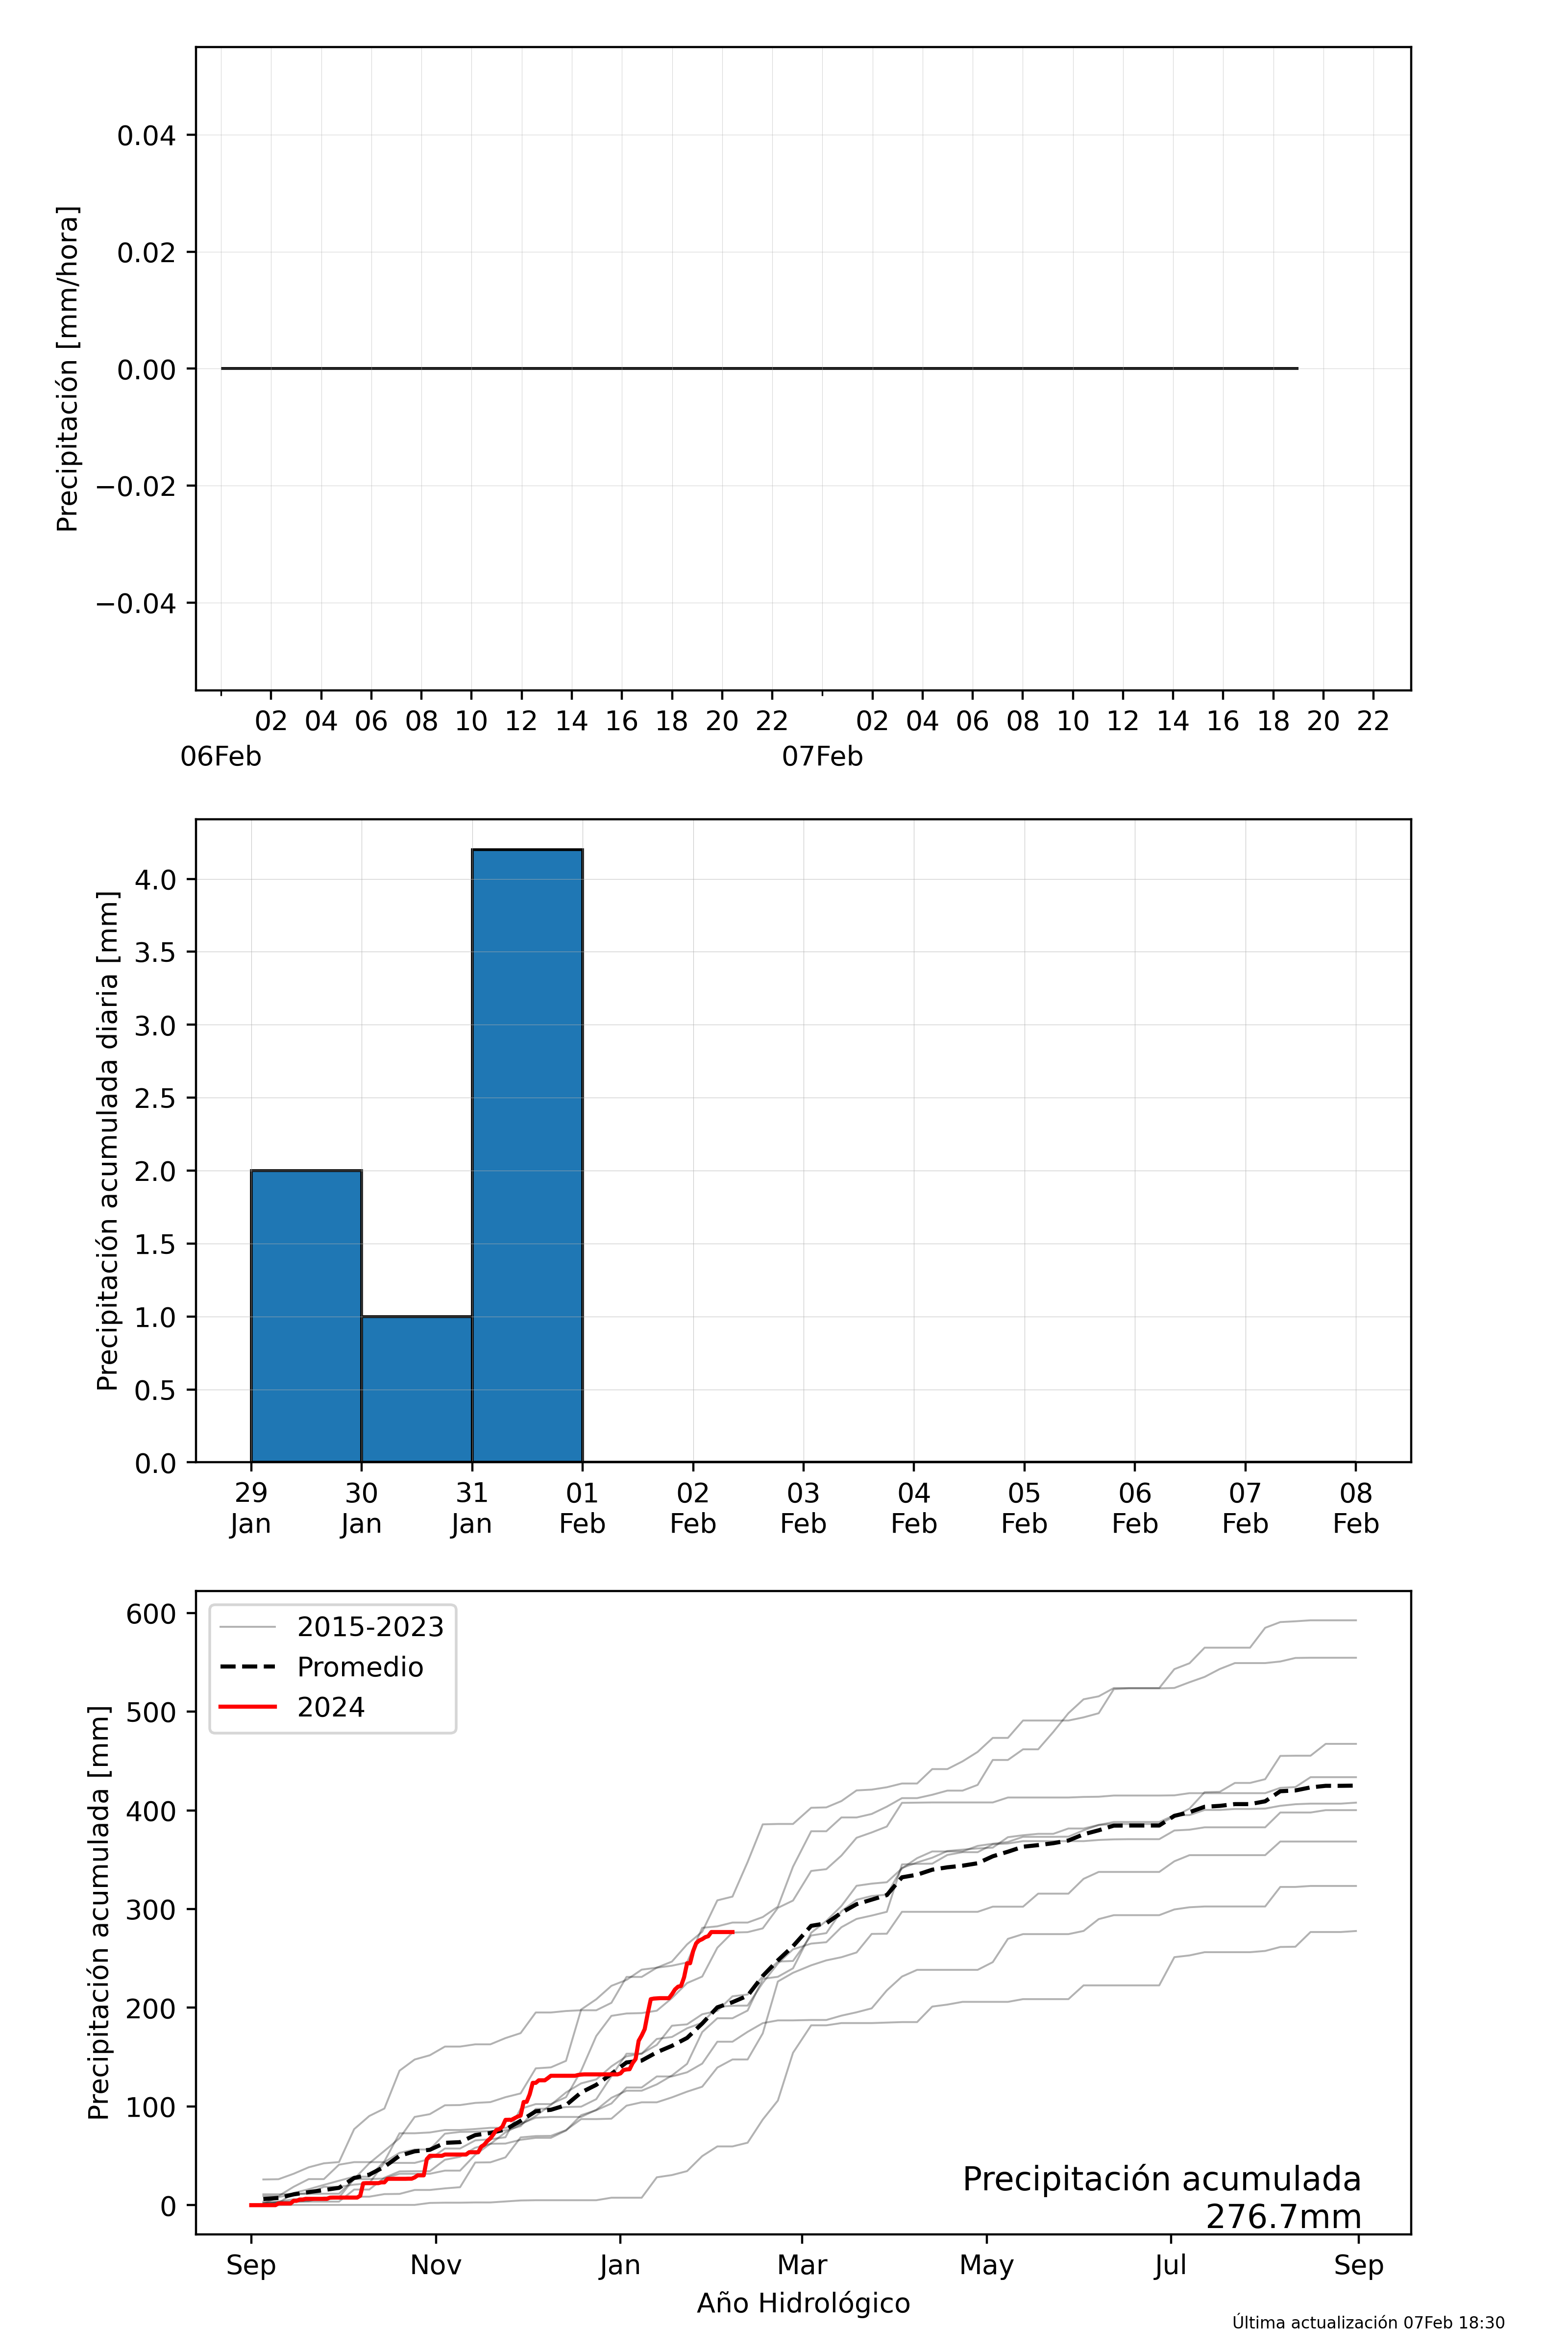 Precipitación [mm/hora]
0.04
0.02
0.00
−0.02
−0.04
02 04 06 08 10 12 14 16 18 20 22 02 04 06 08 10 12 14 16 18 20 22
06Feb 07Feb
Precipitación acumulada diaria [mm]
4.0
3.5
3.0
2.5
2.0
1.5
1.0
0.5
0.0
29 30 31 01 02 03 04 05 06 07 08
Jan Jan Jan Feb Feb Feb Feb Feb Feb Feb Feb
Precipitación acumulada [mm]
600
500
400
300
200
100
0
2015-2023
Promedio
2024
Precipitación acumulada
276.7mm
Sep Nov Jan Mar May Jul Sep
Año Hidrológico
Última actualización 07Feb 18:30